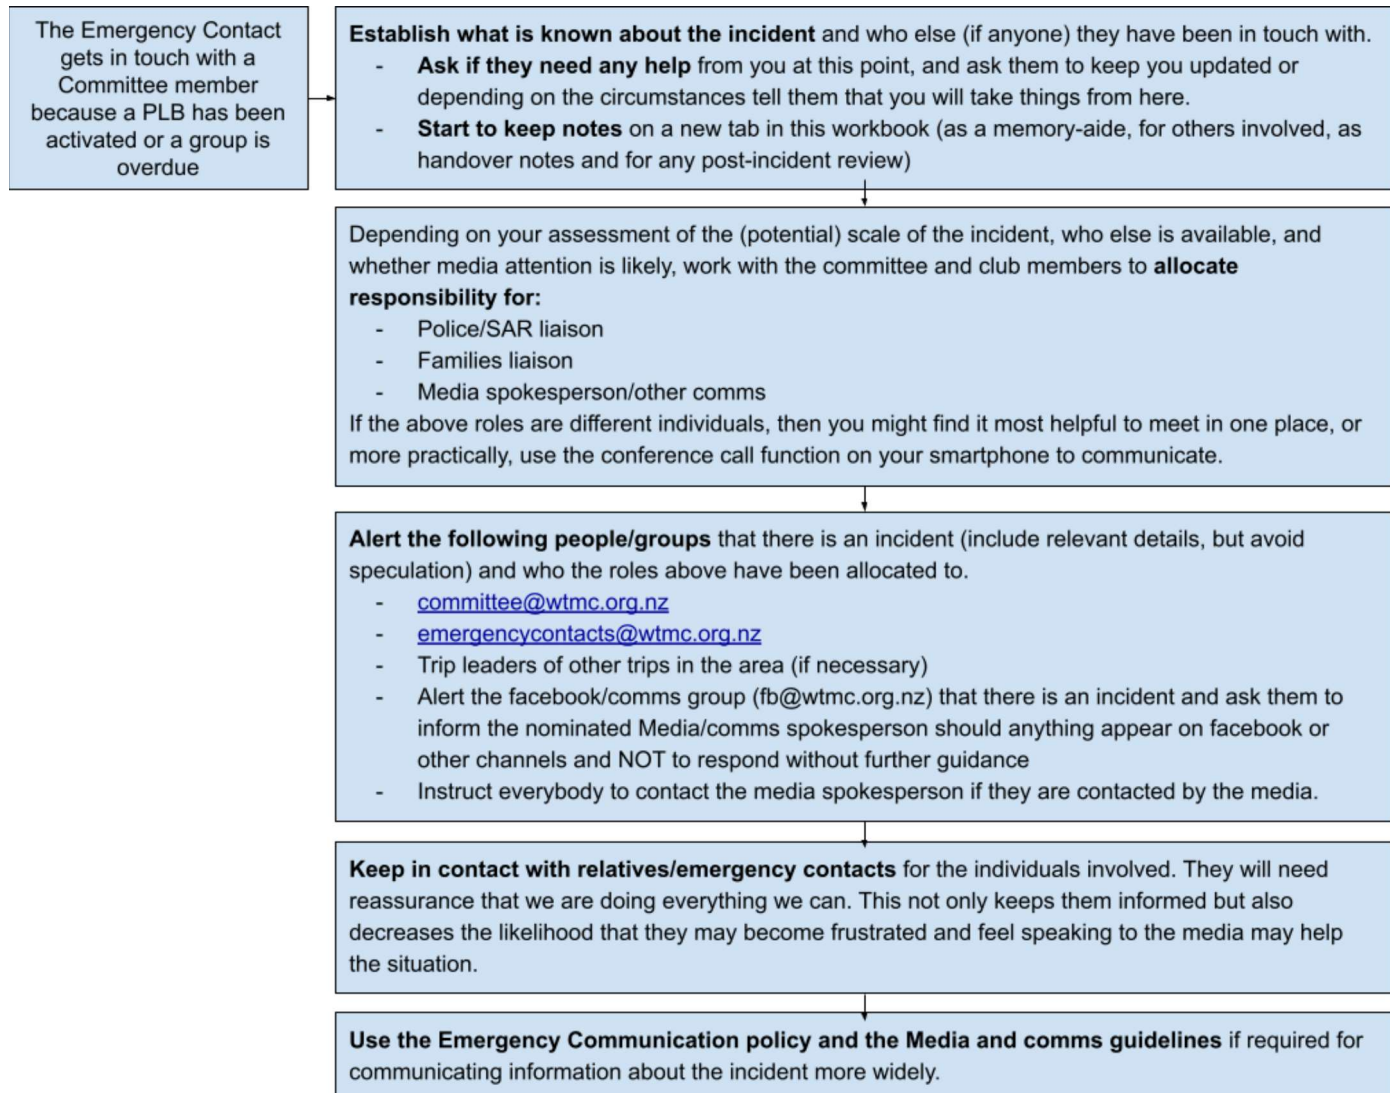 The Emergency Contact
gets in touch with a
Committee member
because a PLB has been
activated or a group is
overdue
Establish what is known about the incident and who else (if anyone) they have been in touch with.
- Ask if they need any help from you at this point, and ask them to keep you updated or
depending on the circumstances tell them that you will take things from here.
- Start to keep notes on a new tab in this workbook (as a memory-aide, for others involved, as
handover notes and for any post-incident review)
Depending on your assessment of the (potential) scale of the incident, who else is available, and
whether media attention is likely, work with the committee and club members to allocate
responsibility for:
- Police/SAR liaison
- Families liaison
- Media spokesperson/other comms
If the above roles are different individuals, then you might find it most helpful to meet in one place, or
more practically, use the conference call function on your smartphone to communicate.
Alert the following people/groups that there is an incident (include relevant details, but avoid
speculation) and who the roles above have been allocated to.
- committee@wtmc.org.nz
- emergencycontacts@wtmc.org.nz
- Trip leaders of other trips in the area (if necessary)
- Alert the facebook/comms group (fb@wtmc.org.nz) that there is an incident and ask them to
inform the nominated Media/comms spokesperson should anything appear on facebook or
other channels and NOT to respond without further guidance
- Instruct everybody to contact the media spokesperson if they are contacted by the media.
Keep in contact with relatives/emergency contacts for the individuals involved. They will need
reassurance that we are doing everything we can. This not only keeps them informed but also
decreases the likelihood that they may become frustrated and feel speaking to the media may help
the situation.
Use the Emergency Communication policy and the Media and comms guidelines if required for
communicating information about the incident more widely.